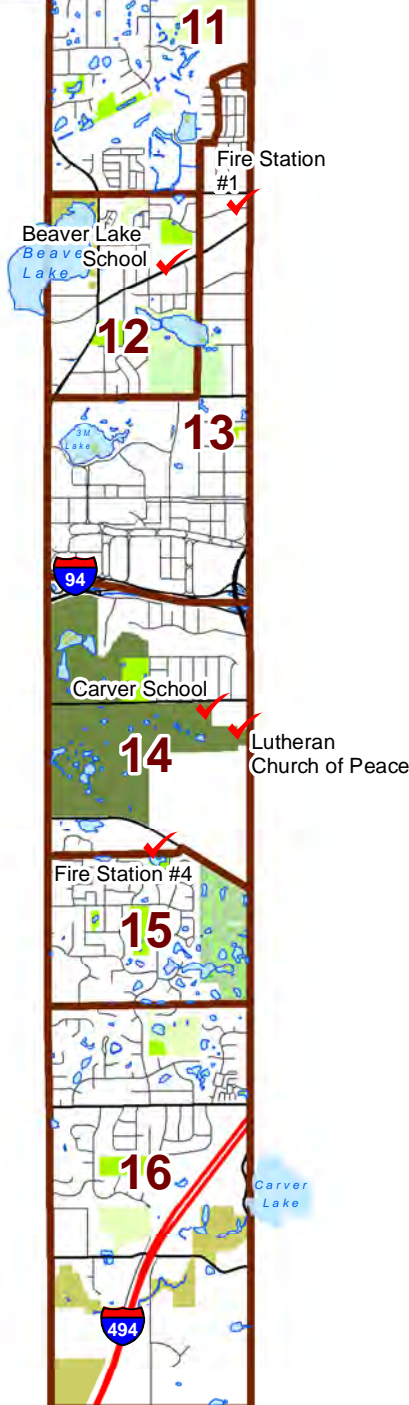 11
Fire Station
#1
Beaver Lake
School
Beave
Lake
12
13
3M
Lake
94
Carver School
14
Lutheran
Church of Peace
Fire Station #4
15
16
Carver
Lake
494